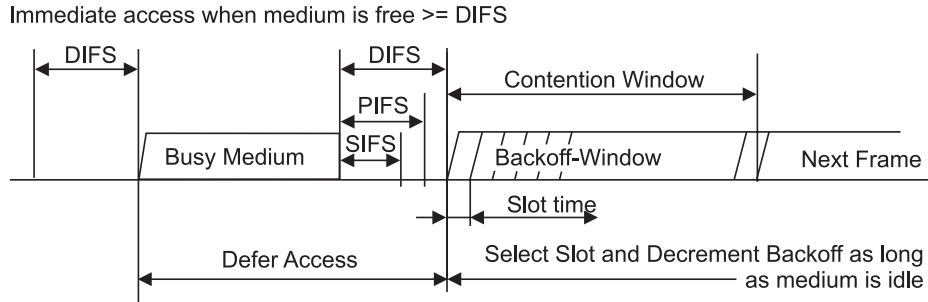 Immediate access when medium is free >= DIFS
DIFS
DIFS
Contention Window
PIFS
SIFS
Busy Medium
Backoff-Window
Next Frame
Slot time
Defer Access
Select Slot and Decrement Backoff as long
as medium is idle